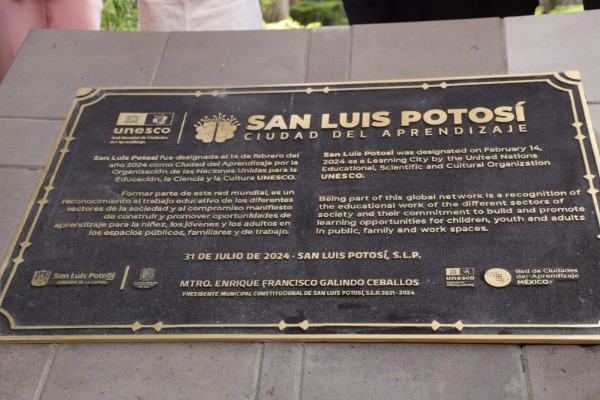 unesco
Red Mundial de Ciudades
del Aprendizaje
SAN LUIS POTOSÍ
CIUDAD DEL APRENDIZAJE
San Luis Potosí fue designada el 14 de febrero del
año 2024 como Ciudad del Aprendizaje por la
Organización de las Naciones Unidas para la
Educación, la Ciencia y la Cultura UNESCO.
Formar parte de esta red mundial, es un
reconocimiento al trabajo educativo de los diferentes
sectores de la sociedad y al compromiso manifiesto
de construir y promover oportunidades de
aprendizaje para la niñez, los jóvenes y los adultos en
los espacios públicos, familiares y de trabajo.
San Luis Potosí was designated on February 14,
2024 as a Learning City by the United Nations
Educational, Scientific and Cultural Organization
UNESCO.
Being part of this global network is a recognition of
the educational work of the different sectors of
society and their commitment to build and promote
learning opportunities for children, youth and adults
in public, family and work spaces.
31 DE JULIO DE 2024 - SAN LUIS POTOSÍ, S.L.P.
San Luis Potosí
GOBIERNO DE LA CAPITAL
MTRO. ENRIQUE FRANCISCO GALINDO CEBALLOS
PRESIDENTE MUNICIPAL CONSTITUCIONAL DE SAN LUIS POTOSÍ, S.L.P. 2021 - 2024
unesco
Red de Ciudades
del Aprendizaje
MÉXICO